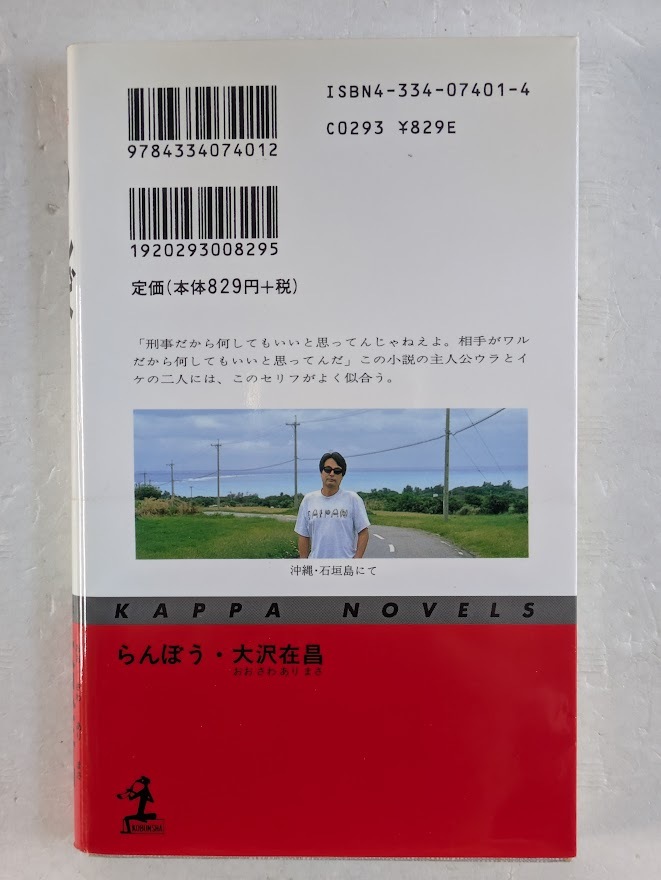 ISBN4-334-07401-4
C0293 ¥829E
9784334074012
1920293008295
定価(本体829円+税)
「刑事だから何してもいいと思ってんじゃねえよ。相手がワル
だから何してもいいと思ってんだ」この小説の主人公ウラとイ
ケの二人には、このセリフがよく似合う。
沖縄・石垣島にて
KAPPA NOVELS
らんぼう・大沢在昌
おおさわありまさ
KOBUNSHA